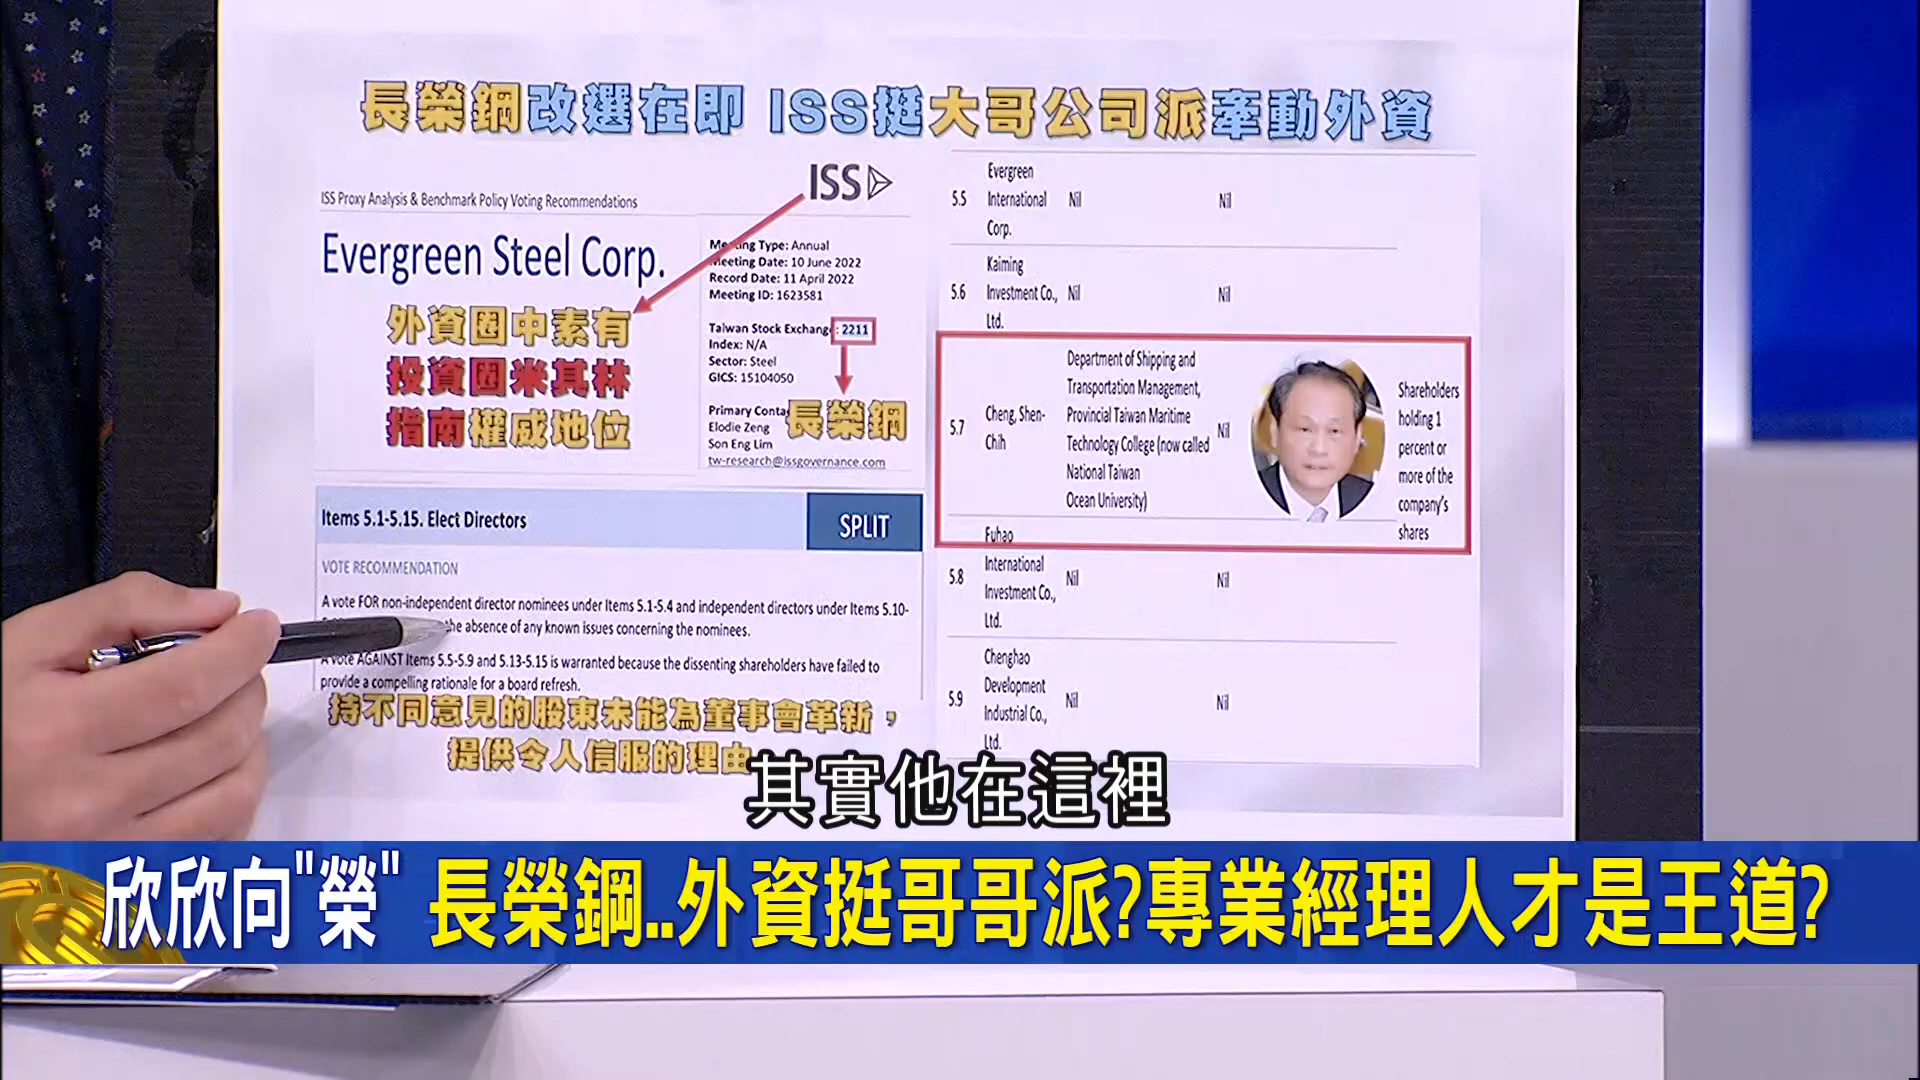 長榮鋼改選在即 ISS挺大哥公司派牽動外資
ISS
ISS Proxy Analysis & Benchmark Policy Voting Recommendations
Evergreen Steel Corp.
外資圈中素有
投資圈米其林
指南權威地位
Meeting Type: Annual
Meeting Date: 10 June 2022
Record Date: 11 April 2022
Meeting ID: 1623581
Taiwan Stock Exchange: 2211
Index: N/A
Sector: Steel
GICS: 15104050
Primary Conta
長榮鋼
Elodie Zeng
Son Eng Lim
tw-research@issgovernance.com
Items 5.1-5.15. Elect Directors
SPLIT
VOTE RECOMMENDATION
A vote FOR non-independent director nominees under Items 5.1-5.4 and independent directors under Items 5.10-
the absence of any known issues concerning the nominees.
A vote AGAINST Items 5.5-5.9 and 5.13-5.15 is warranted because the dissenting shareholders have failed to
provide a compelling rationale for a board refresh.
持不同意見的股東未能為董事會革新，
提供令人信服的理由
5.5 Evergreen International Corp. Nil Nil
5.6 Kaiming Investment Co., Ltd. Nil Nil
5.7 Cheng, Shen-Chih Department of Shipping and Transportation Management, Provincial Taiwan Maritime Technology College (now called National Taiwan Ocean University) Nil Shareholders holding 1 percent or more of the company's shares
5.8 Fuhao International Investment Co., Ltd. Nil Nil
5.9 Chenghao Development Industrial Co., Ltd. Nil Nil
其實他在這裡
欣欣向"榮" 長榮鋼..外資挺哥哥派?專業經理人才是王道?